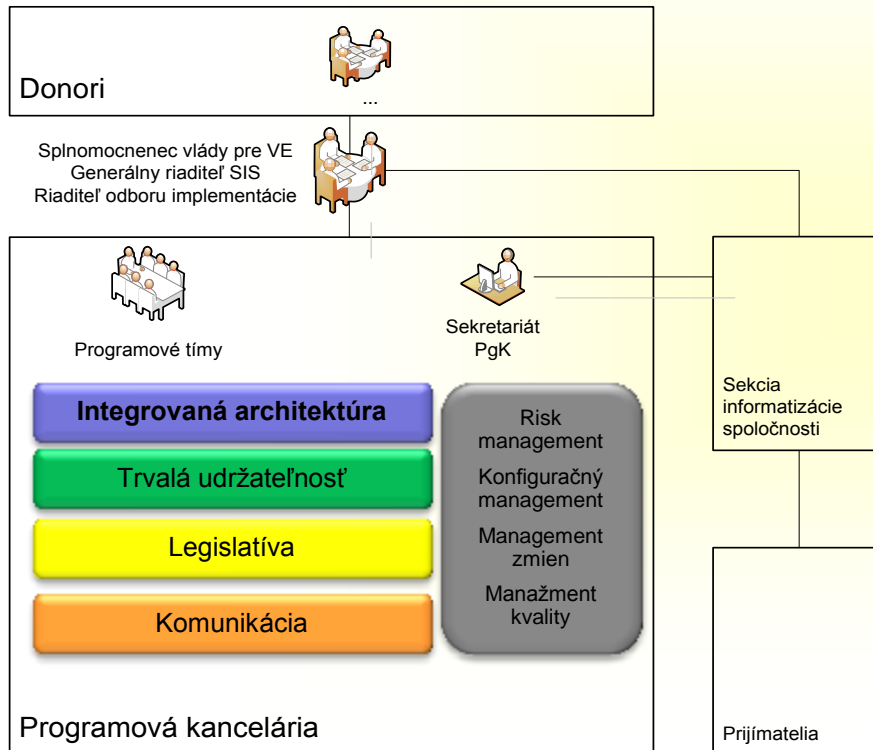 Donori
...
Splnomocnenec vlády pre VE
Generálny riaditeľ SIS
Riaditeľ odboru implementácie
Programové tímy
Sekretariát
PgK
Integrovaná architektúra
Trvalá udržateľnosť
Legislatíva
Komunikácia
Risk
management
Konfiguračný
management
Management
zmien
Manažment
kvality
Programová kancelária
Sekcia
informatizácie
spoločnosti
Prijímatelia